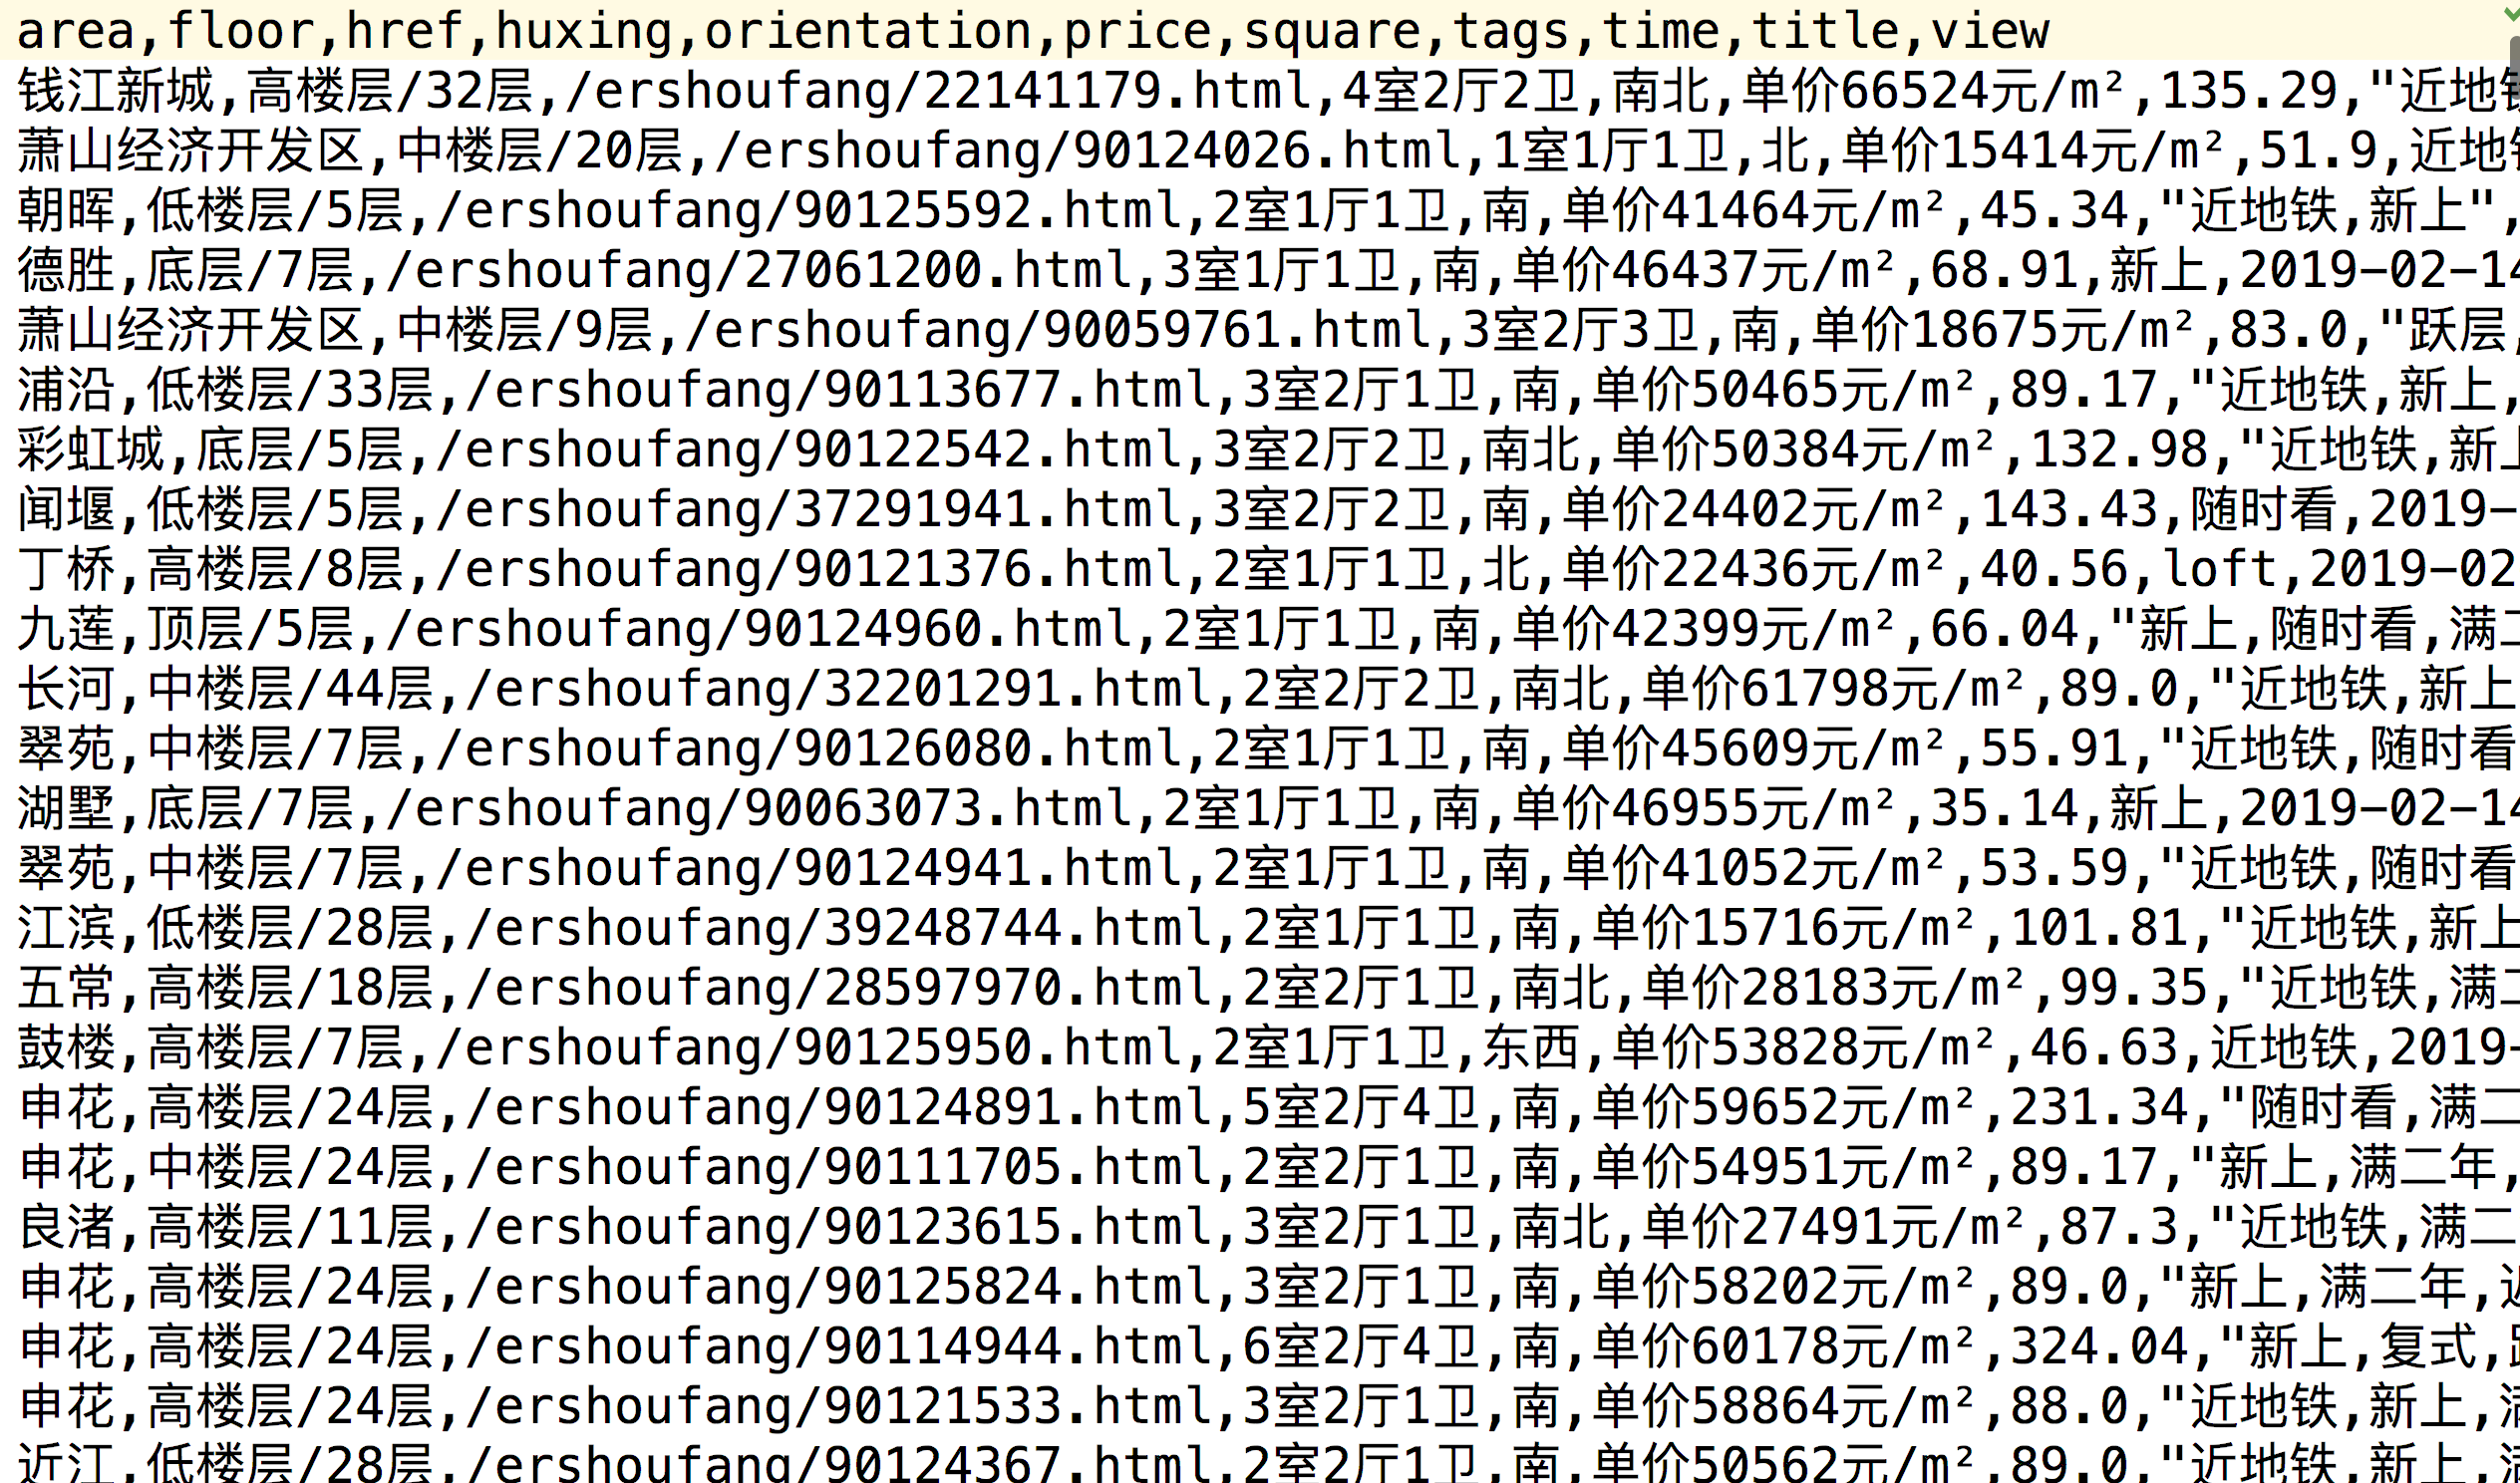 area,floor,href,huxing,orientation,price,square,tags,time,title,view
钱江新城,高楼层/32层,/ershoufang/22141179.html,4室2厅2卫,南北,单价66524元/m²,135.29,"近地铁
萧山经济开发区,中楼层/20层,/ershoufang/90124026.html,1室1厅1卫,北,单价15414元/m²,51.9,近地铁
朝晖,低楼层/5层,/ershoufang/90125592.html,2室1厅1卫,南,单价41464元/m²,45.34,"近地铁,新上",
德胜,底层/7层,/ershoufang/27061200.html,3室1厅1卫,南,单价46437元/m²,68.91,新上,2019-02-14
萧山经济开发区,中楼层/9层,/ershoufang/90059761.html,3室2厅3卫,南,单价18675元/m²,83.0,"跃层,
浦沿,低楼层/33层,/ershoufang/90113677.html,3室2厅1卫,南,单价50465元/m²,89.17,"近地铁,新上,
彩虹城,底层/5层,/ershoufang/90122542.html,3室2厅2卫,南北,单价50384元/m²,132.98,"近地铁,新上
闻堰,低楼层/5层,/ershoufang/37291941.html,3室2厅2卫,南,单价24402元/m²,143.43,随时看,2019-
丁桥,高楼层/8层,/ershoufang/90121376.html,2室1厅1卫,北,单价22436元/m²,40.56,loft,2019-02
九莲,顶层/5层,/ershoufang/90124960.html,2室1厅1卫,南,单价42399元/m²,66.04,"新上,随时看,满二
长河,中楼层/44层,/ershoufang/32201291.html,2室2厅2卫,南北,单价61798元/m²,89.0,"近地铁,新上
翠苑,中楼层/7层,/ershoufang/90126080.html,2室1厅1卫,南,单价45609元/m²,55.91,"近地铁,随时看
湖墅,底层/7层,/ershoufang/90063073.html,2室1厅1卫,南,单价46955元/m²,35.14,新上,2019-02-14
翠苑,中楼层/7层,/ershoufang/90124941.html,2室1厅1卫,南,单价41052元/m²,53.59,"近地铁,随时看
江滨,低楼层/28层,/ershoufang/39248744.html,2室1厅1卫,南,单价15716元/m²,101.81,"近地铁,新上
五常,高楼层/18层,/ershoufang/28597970.html,2室2厅1卫,南北,单价28183元/m²,99.35,"近地铁,满二
鼓楼,高楼层/7层,/ershoufang/90125950.html,2室1厅1卫,东西,单价53828元/m²,46.63,近地铁,2019-
申花,高楼层/24层,/ershoufang/90124891.html,5室2厅4卫,南,单价59652元/m²,231.34,"随时看,满二
申花,中楼层/24层,/ershoufang/90111705.html,2室2厅1卫,南,单价54951元/m²,89.17,"新上,满二年,
良渚,高楼层/11层,/ershoufang/90123615.html,3室2厅1卫,南北,单价27491元/m²,87.3,"近地铁,满二
申花,高楼层/24层,/ershoufang/90125824.html,3室2厅1卫,南,单价58202元/m²,89.0,"新上,满二年,
申花,高楼层/24层,/ershoufang/90114944.html,6室2厅4卫,南,单价60178元/m²,324.04,"新上,复式,
申花,高楼层/24层,/ershoufang/90121533.html,3室2厅1卫,南,单价58864元/m²,88.0,"近地铁,新上,
近江,低楼层/28层,/ershoufang/90124367.html,2室2厅1卫,南,单价50562元/m²,89.0,"近地铁,新上,